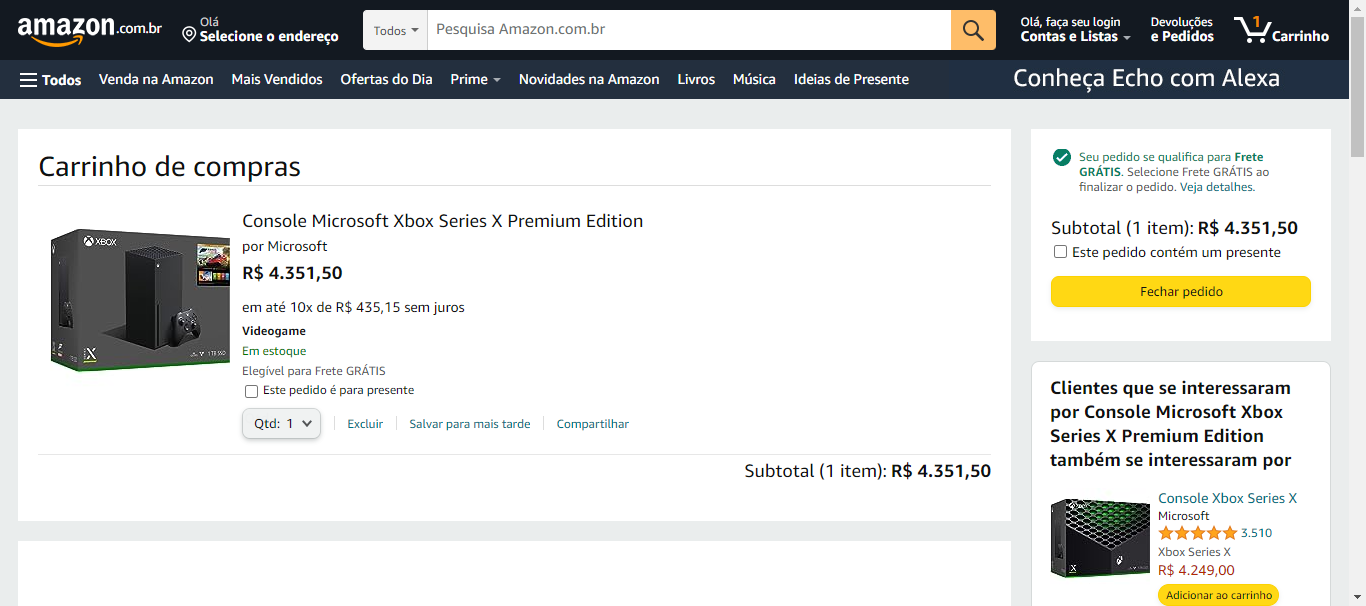 amazon.com.br
Olá
Selecione o endereço
Todos
Pesquisa Amazon.com.br
Olá, faça seu login
Contas e Listas
Devoluções
e Pedidos
1
Carrinho
Todos
Venda na Amazon
Mais Vendidos
Ofertas do Dia
Prime
Novidades na Amazon
Livros
Música
Ideias de Presente
Conheça Echo com Alexa
Carrinho de compras
XBOX
X
1TB SSD
Console Microsoft Xbox Series X Premium Edition
por Microsoft
R$ 4.351,50
em até 10x de R$ 435,15 sem juros
Videogame
Em estoque
Elegível para Frete GRÁTIS
Este pedido é para presente
Qtd: 1
Excluir
Salvar para mais tarde
Compartilhar
Subtotal (1 item): R$ 4.351,50
Seu pedido se qualifica para Frete
GRÁTIS. Selecione Frete GRÁTIS ao
finalizar o pedido. Veja detalhes.
Subtotal (1 item): R$ 4.351,50
Este pedido contém um presente
Fechar pedido
Clientes que se interessaram
por Console Microsoft Xbox
Series X Premium Edition
também se interessaram por
X
Console Xbox Series X
Microsoft
3.510
Xbox Series X
R$ 4.249,00
Adicionar ao carrinho